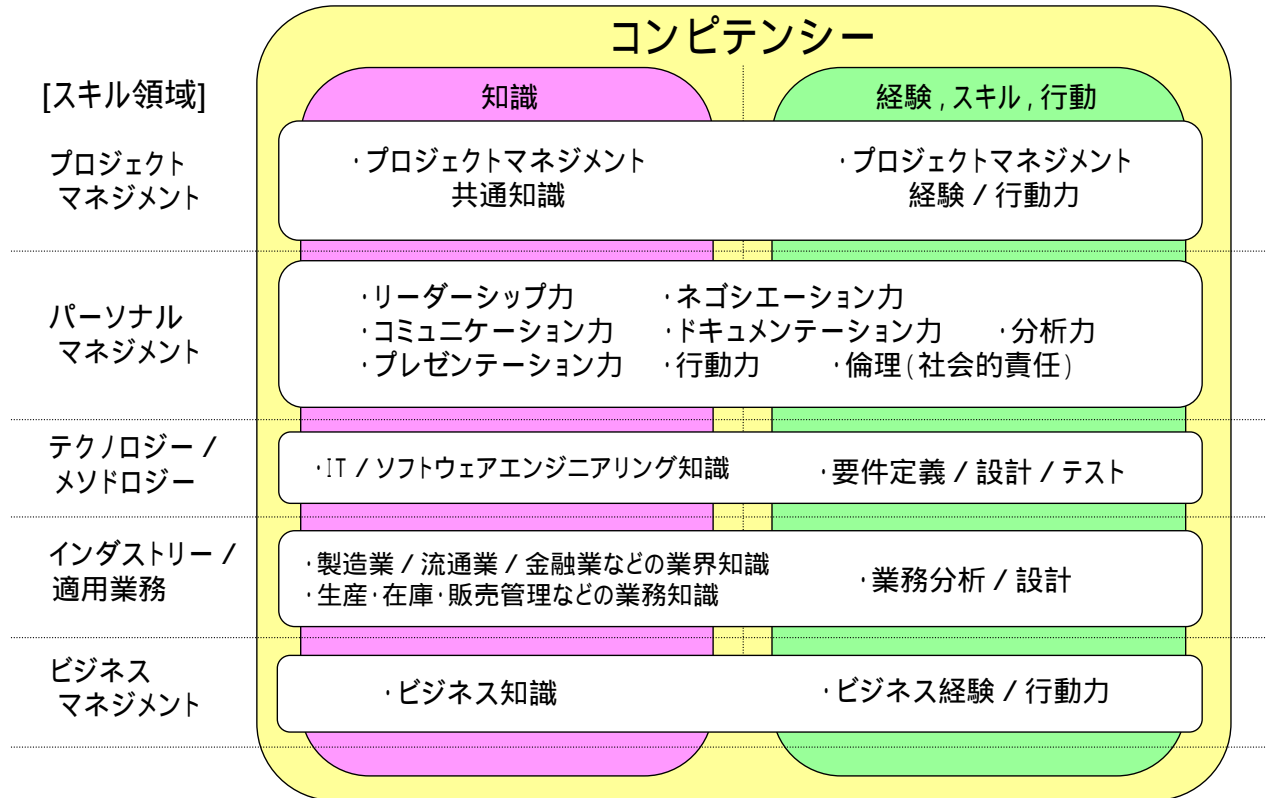 コンピテンシー
[スキル領域]
知識
経験 , スキル , 行動
プロジェクト
マネジメント
・プロジェクトマネジメント
共通知識
・プロジェクトマネジメント
経験 / 行動力
パーソナル
マネジメント
・リーダーシップ力 ・ネゴシエーション力
・コミュニケーション力 ・ドキュメンテーション力 ・分析力
・プレゼンテーション力 ・行動力 ・倫理(社会的責任)
テクノロジー /
メソドロジー
・IT / ソフトウェアエンジニアリング知識
・要件定義 / 設計 / テスト
インダストリー /
適用業務
・製造業 / 流通業 / 金融業などの業界知識
・生産・在庫・販売管理などの業務知識
・業務分析 / 設計
ビジネス
マネジメント
・ビジネス知識
・ビジネス経験 / 行動力